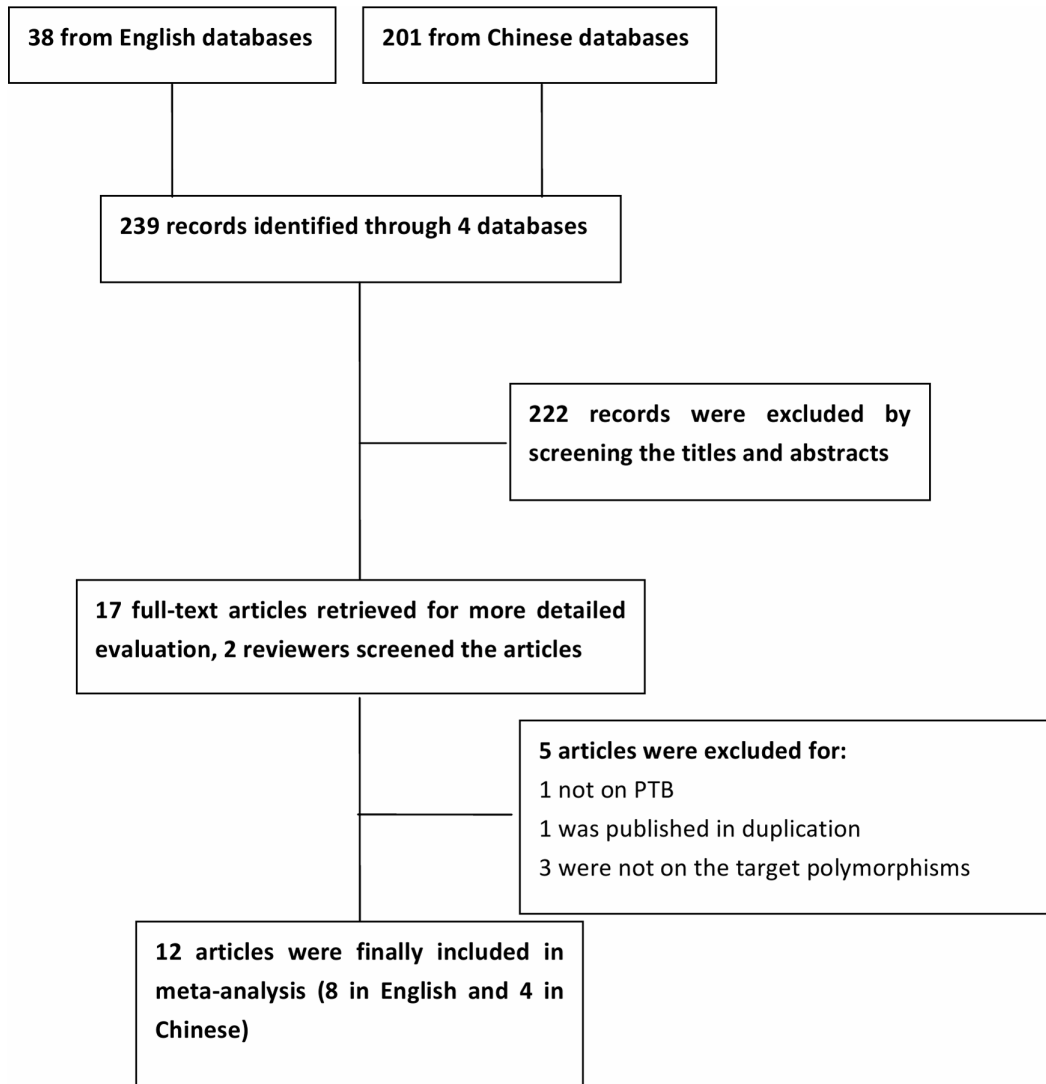 38 from English databases
201 from Chinese databases
239 records identified through 4 databases
222 records were excluded by
screening the titles and abstracts
17 full-text articles retrieved for more detailed
evaluation, 2 reviewers screened the articles
5 articles were excluded for:
1 not on PTB
1 was published in duplication
3 were not on the target polymorphisms
12 articles were finally included in
meta-analysis (8 in English and 4 in
Chinese)